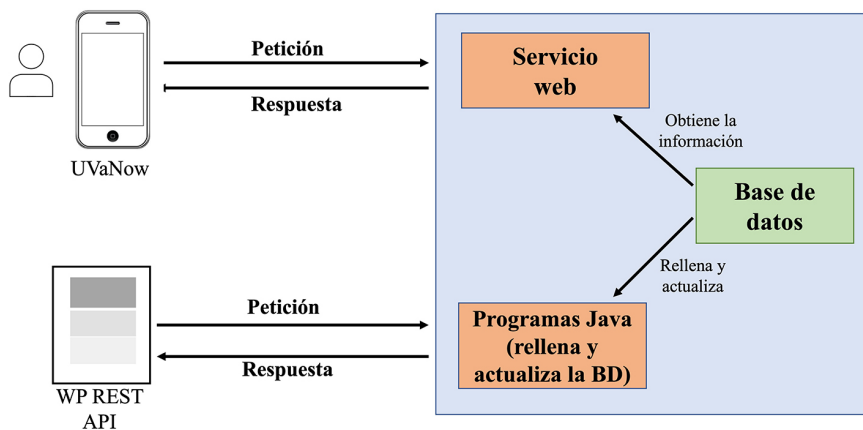 Petición
Respuesta
UVaNow
Servicio
web
Obtiene la
información
Base de
datos
Rellena y
actualiza
Petición
Respuesta
WP REST
API
Programas Java
(rellena y
actualiza la BD)